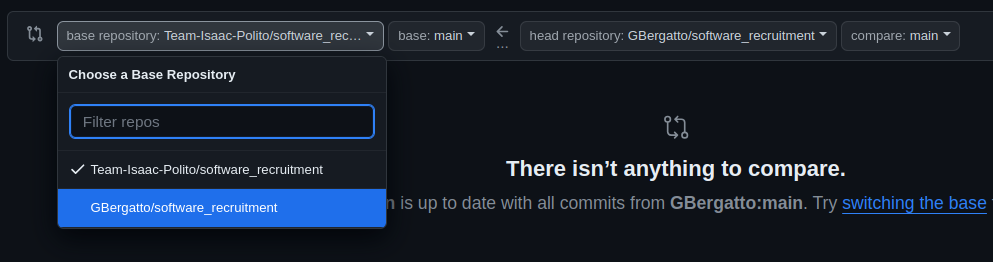 base repository: Team-Isaac-Polito/software_rec... base: main ... head repository: GBergatto/software_recruitment compare: main
Choose a Base Repository
Filter repos
Team-Isaac-Polito/software_recruitment
There isn’t anything to compare.
GBergatto/software_recruitment
is up to date with all commits from GBergatto:main. Try switching the base